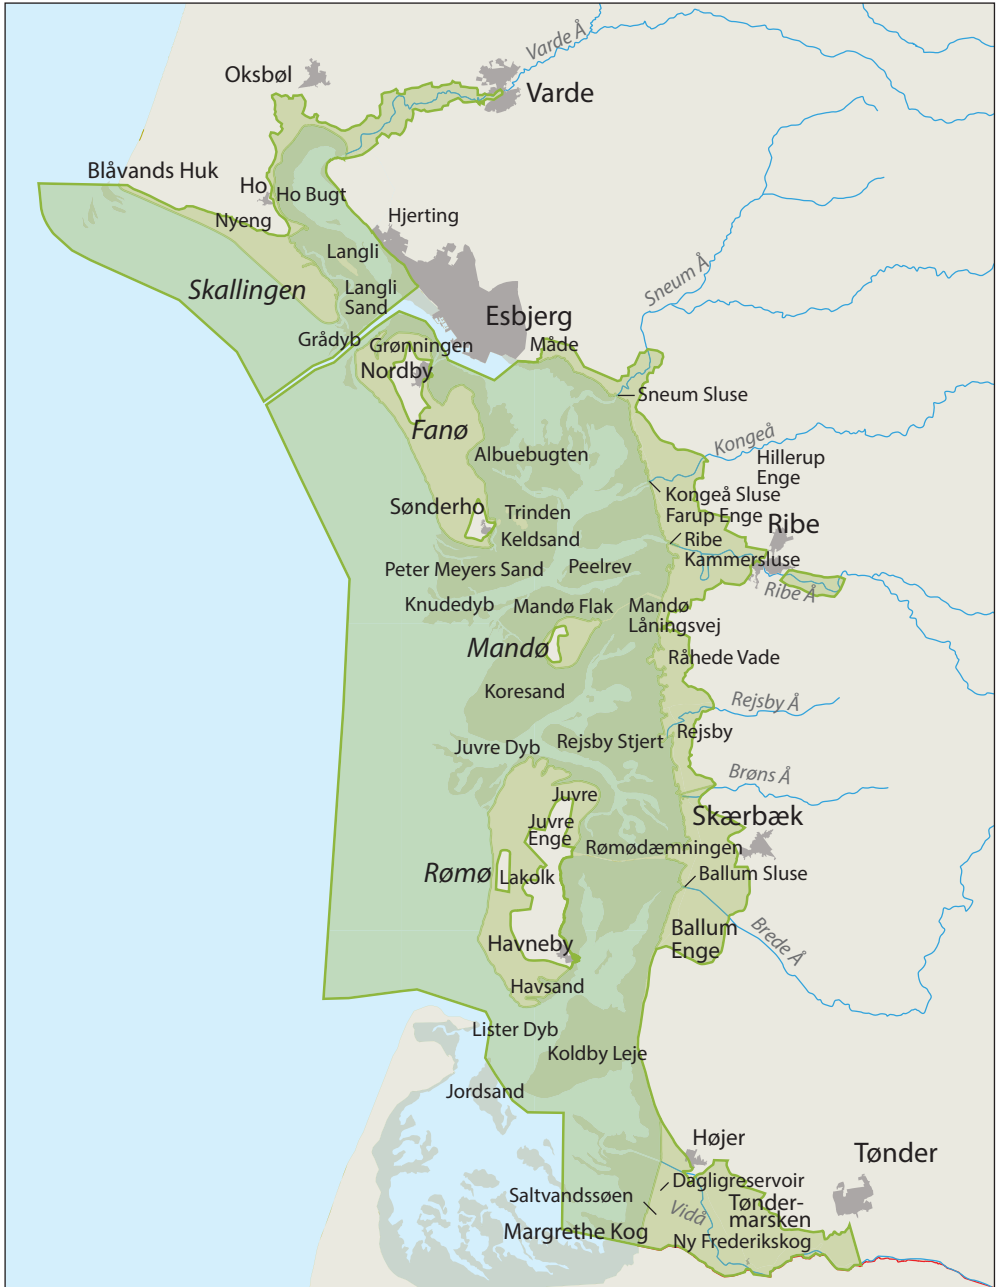 Varde Å
Oksbøl
Varde
Blåvands Huk
Ho
Ho Bugt
Nyeng
Hjerting
Langli
Sneum Å
Skallingen
Langli
Sand
Esbjerg
Grådyb
Grønningen
Måde
Nordby
Sneum Sluse
Fanø
Kongeå
Albuebugten
Hillerup
Enge
Kongeå Sluse
Sønderho
Trinden
Farup Enge
Ribe
Keldsand
Ribe
Kammersluse
Peter Meyers Sand
Peelrev
Ribe Å
Knudedyb
Mandø Flak
Mandø
Låningsvej
Mandø
Råhede Vade
Koresand
Rejsby Å
Juvre Dyb
Rejsby Stjert
Rejsby
Brøns Å
Juvre
Juvre
Enge
Skærbæk
Rømødæmningen
Rømø
Lakolk
Ballum Sluse
Ballum
Enge
Brede Å
Havneby
Havsand
Lister Dyb
Koldby Leje
Jordsand
Højer
Tønder
Dagligreservoir
Saltvandssøen
Vidå
Tønder-
marsken
Margrethe Kog
Ny Frederikskog